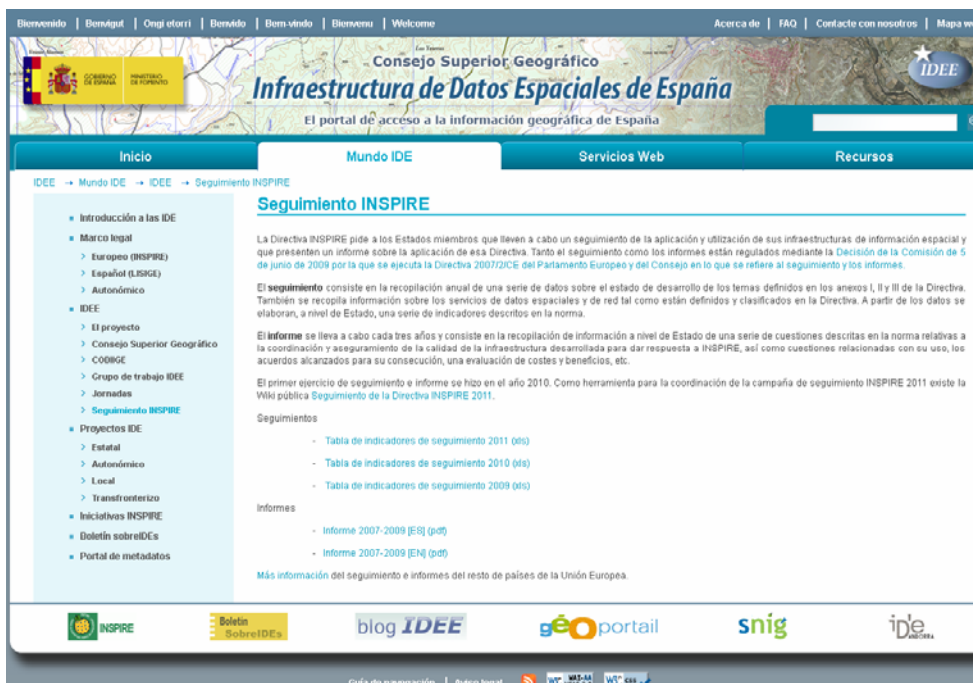 Bienvenido | Benvigut | Ongi etorri | Benvido | Bem-vindo | Bienvenu | Welcome
Acerca de | FAQ | Contacte con nosotros | Mapa we
GOBIERNO DE ESPAÑA
MINISTERIO DE FOMENTO
Consejo Superior Geográfico
Infraestructura de Datos Espaciales de España
El portal de acceso a la información geográfica de España
IDEE
Inicio
Mundo IDE
Servicios Web
Recursos
IDEE → Mundo IDE → IDEE → Seguimiento INSPIRE
Introducción a las IDE
Marco legal
Europeo (INSPIRE)
Español (LISIGE)
Autonómico
IDEE
El proyecto
Consejo Superior Geográfico
CODIIGE
Grupo de trabajo IDEE
Jornadas
Seguimiento INSPIRE
Proyectos IDE
Estatal
Autonómico
Local
Transfronterizo
Iniciativas INSPIRE
Boletín sobreIDEs
Portal de metadatos
Seguimiento INSPIRE
La Directiva INSPIRE pide a los Estados miembros que lleven a cabo un seguimiento de la aplicación y utilización de sus infraestructuras de información espacial y
que presenten un informe sobre la aplicación de esa Directiva. Tanto el seguimiento como los informes están regulados mediante la Decisión de la Comisión de 5
de junio de 2009 por la que se ejecuta la Directiva 2007/2/CE del Parlamento Europeo y del Consejo en lo que se refiere al seguimiento y los informes.
El seguimiento consiste en la recopilación anual de una serie de datos sobre el estado de desarrollo de los temas definidos en los anexos I, II y III de la Directiva.
También se recopila información sobre los servicios de datos espaciales y de red tal como están definidos y clasificados en la Directiva. A partir de los datos se
elaboran, a nivel de Estado, una serie de indicadores descritos en la norma.
El informe se lleva a cabo cada tres años y consiste en la recopilación de información a nivel de Estado de una serie de cuestiones descritas en la norma relativas a
la coordinación y aseguramiento de la calidad de la infraestructura desarrollada para dar respuesta a INSPIRE, así como cuestiones relacionadas con su uso, los
acuerdos alcanzados para su consecución, una evaluación de costes y beneficios, etc.
El primer ejercicio de seguimiento e informe se hizo en el año 2010. Como herramienta para la coordinación de la campaña de seguimiento INSPIRE 2011 existe la
Wiki pública Seguimiento de la Directiva INSPIRE 2011.
Seguimientos
- Tabla de indicadores de seguimiento 2011 (xls)
- Tabla de indicadores de seguimiento 2010 (xls)
- Tabla de indicadores de seguimiento 2009 (xls)
Informes
- Informe 2007-2009 [ES] (pdf)
- Informe 2007-2009 [EN] (pdf)
Más información del seguimiento e informes del resto de países de la Unión Europea.
INSPIRE
Boletín
SobreIDEs
blog IDEE
géoportail
snig
ide
ANDORRA
Guía de navegación | Aviso legal
W3C WAI-AA
W3C css